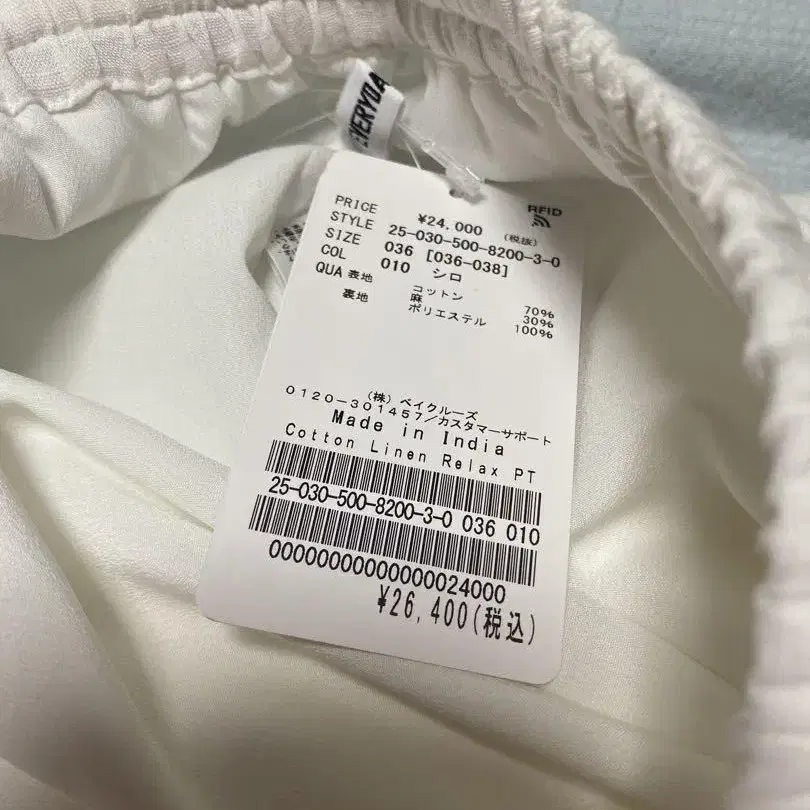 EVERYDA
RFID
PRICE ¥24,000 (税抜)
STYLE 25-030-500-8200-3-0
SIZE 036 [036-038]
COL 010 シロ
QUA 表地 コットン 70%
麻 30%
裏地 ポリエステル 100%
(株) ベイクルーズ
0120-301457/カスタマーサポート
Made in India
Cotton Linen Relax PT
25-030-500-8200-3-0 036 010
0000000000000024000
¥26,400(税込)